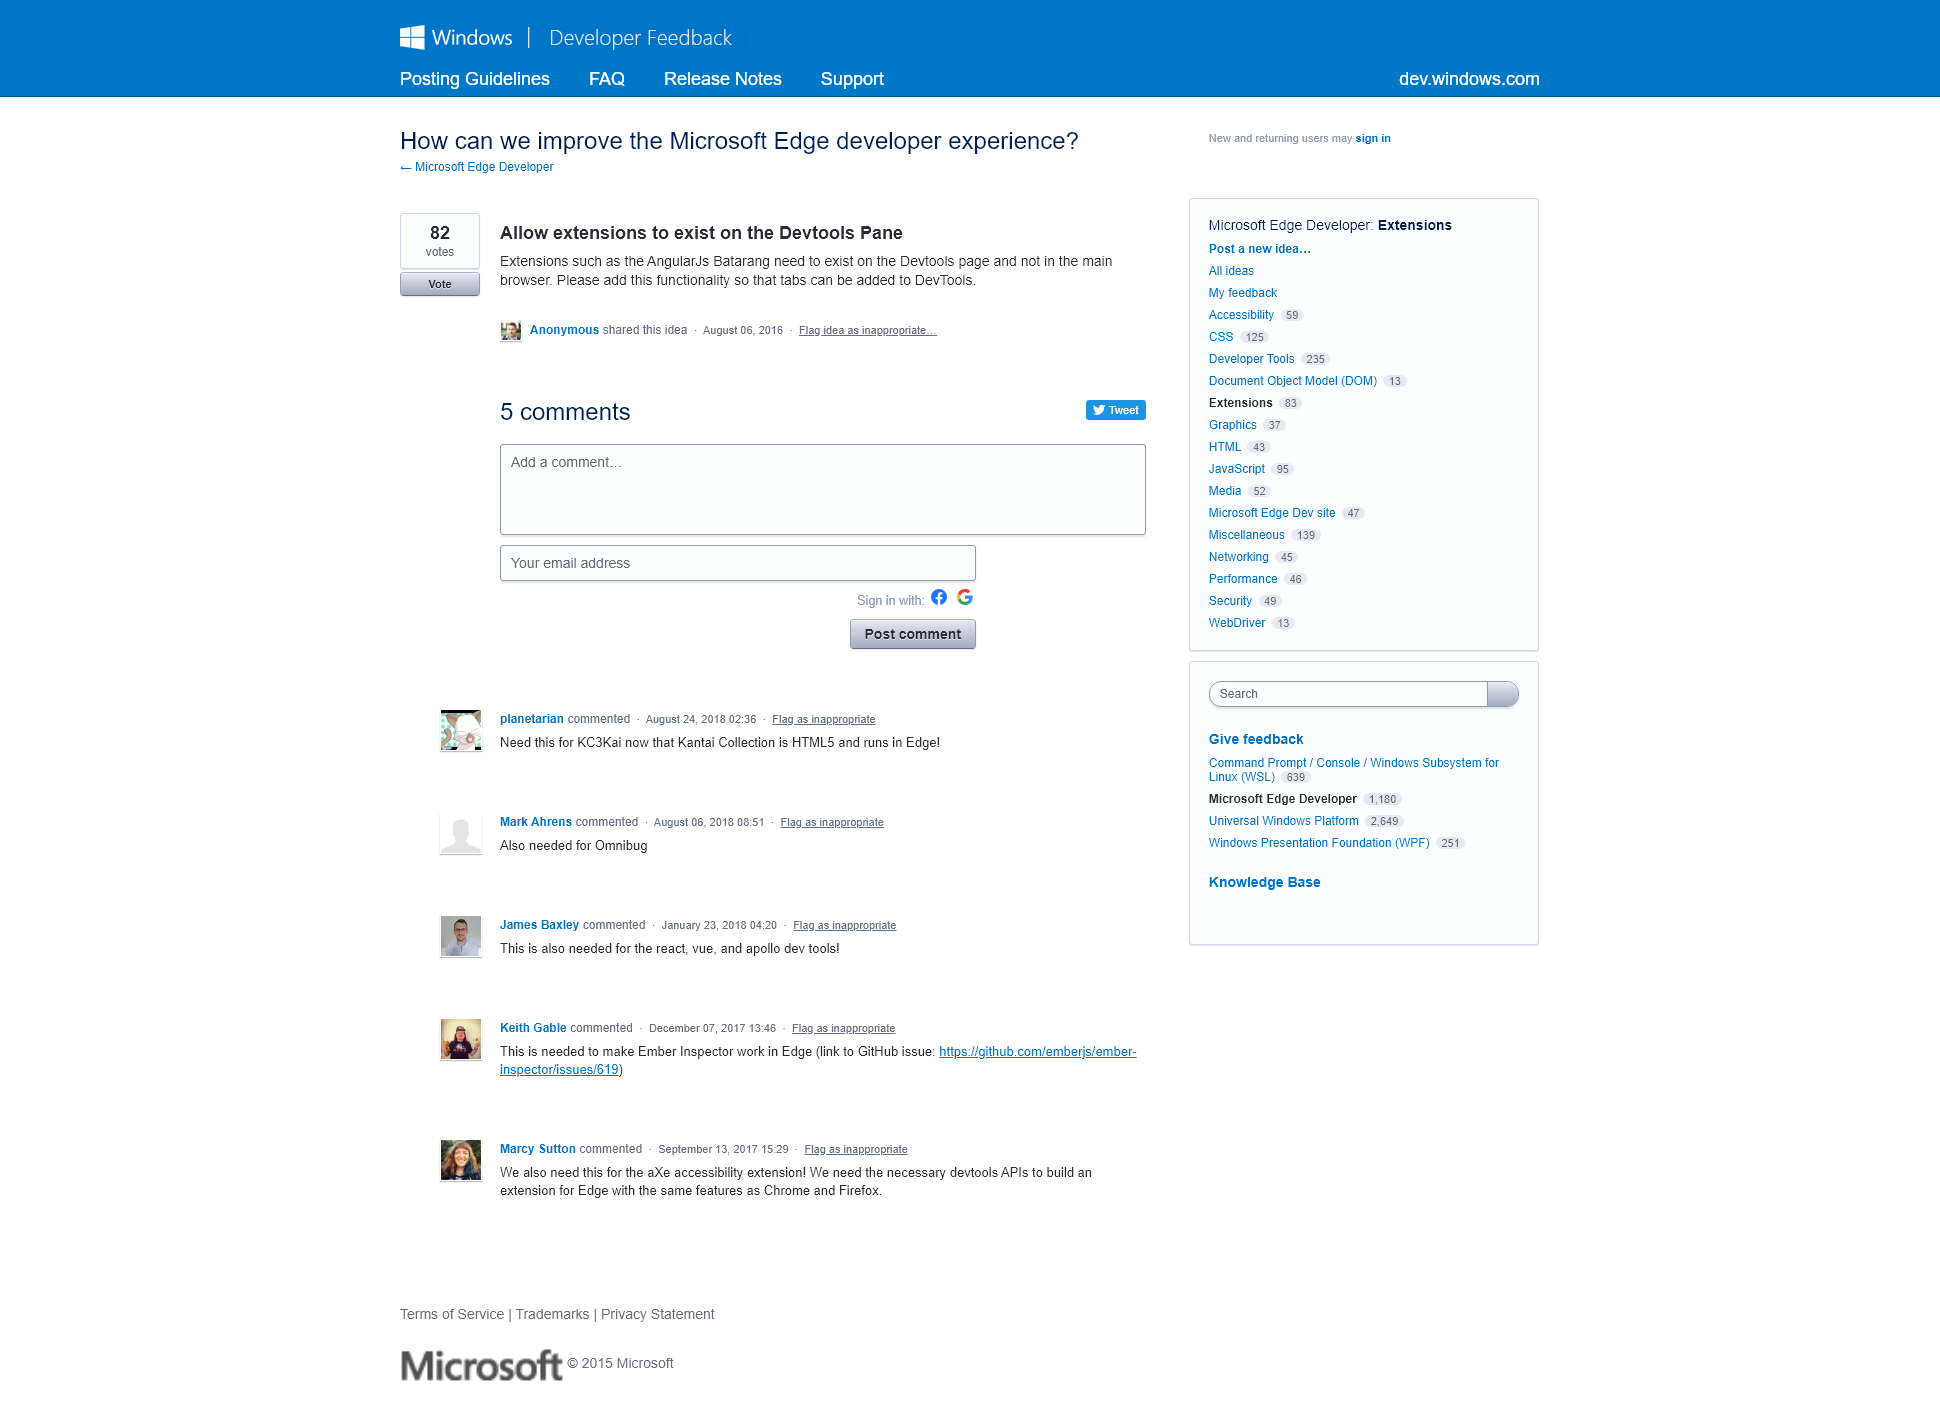 Windows | Developer Feedback
Posting Guidelines FAQ Release Notes Support dev.windows.com
How can we improve the Microsoft Edge developer experience?
← Microsoft Edge Developer
New and returning users may sign in
82
votes
Vote
Allow extensions to exist on the Devtools Pane
Extensions such as the AngularJs Batarang need to exist on the Devtools page and not in the main
browser. Please add this functionality so that tabs can be added to DevTools.
Anonymous shared this idea · August 06, 2016 · Flag idea as inappropriate…
5 comments
Tweet
Add a comment…
Your email address
Sign in with:
Post comment
planetarian commented · August 24, 2018 02:36 · Flag as inappropriate
Need this for KC3Kai now that Kantai Collection is HTML5 and runs in Edge!
Mark Ahrens commented · August 06, 2018 08:51 · Flag as inappropriate
Also needed for Omnibug
James Baxley commented · January 23, 2018 04:20 · Flag as inappropriate
This is also needed for the react, vue, and apollo dev tools!
Keith Gable commented · December 07, 2017 13:46 · Flag as inappropriate
This is needed to make Ember Inspector work in Edge (link to GitHub issue: https://github.com/emberjs/ember-
inspector/issues/619)
Marcy Sutton commented · September 13, 2017 15:29 · Flag as inappropriate
We also need this for the aXe accessibility extension! We need the necessary devtools APIs to build an
extension for Edge with the same features as Chrome and Firefox.
Microsoft Edge Developer: Extensions
Post a new idea…
All ideas
My feedback
Accessibility 59
CSS 125
Developer Tools 235
Document Object Model (DOM) 13
Extensions 83
Graphics 37
HTML 43
JavaScript 95
Media 52
Microsoft Edge Dev site 47
Miscellaneous 139
Networking 45
Performance 46
Security 49
WebDriver 13
Search
Give feedback
Command Prompt / Console / Windows Subsystem for
Linux (WSL) 639
Microsoft Edge Developer 1,180
Universal Windows Platform 2,649
Windows Presentation Foundation (WPF) 251
Knowledge Base
Terms of Service | Trademarks | Privacy Statement
Microsoft © 2015 Microsoft